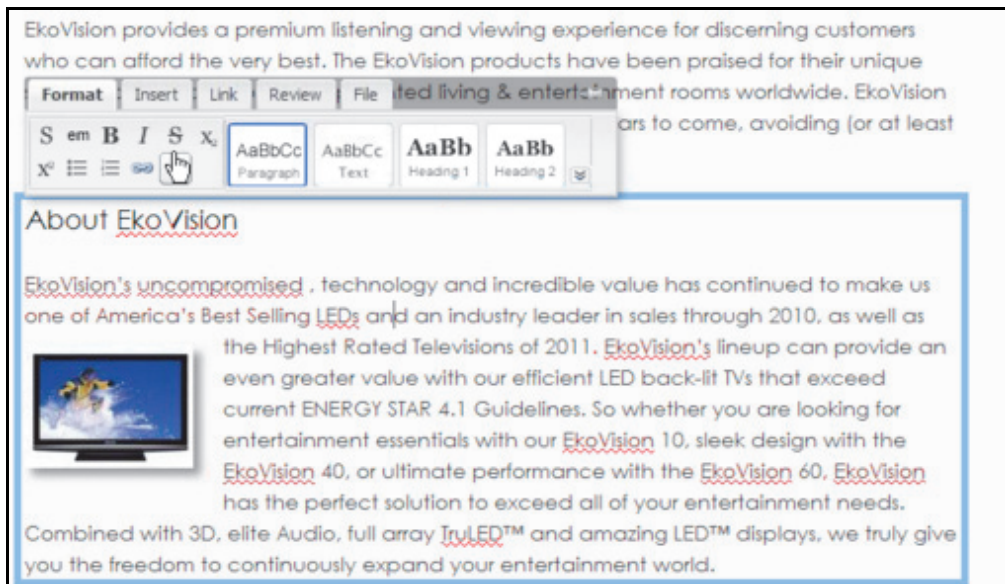 EkoVision provides a premium listening and viewing experience for discerning customers
who can afford the very best. The EkoVision products have been praised for their unique
Format Insert Link Review File ted living & entertainment rooms worldwide. EkoVision
ars to come, avoiding (or at least
S em B I S X₂
AaBbCc AaBbCc AaBb AaBb
Paragraph Text Heading 1 Heading 2
X²
About EkoVision
EkoVision's uncompromised , technology and incredible value has continued to make us
one of America's Best Selling LEDs and an industry leader in sales through 2010, as well as
the Highest Rated Televisions of 2011. EkoVision's lineup can provide an
even greater value with our efficient LED back-lit TVs that exceed
current ENERGY STAR 4.1 Guidelines. So whether you are looking for
entertainment essentials with our EkoVision 10, sleek design with the
EkoVision 40, or ultimate performance with the EkoVision 60, EkoVision
has the perfect solution to exceed all of your entertainment needs.
Combined with 3D, elite Audio, full array TruLED™ and amazing LED™ displays, we truly give
you the freedom to continuously expand your entertainment world.